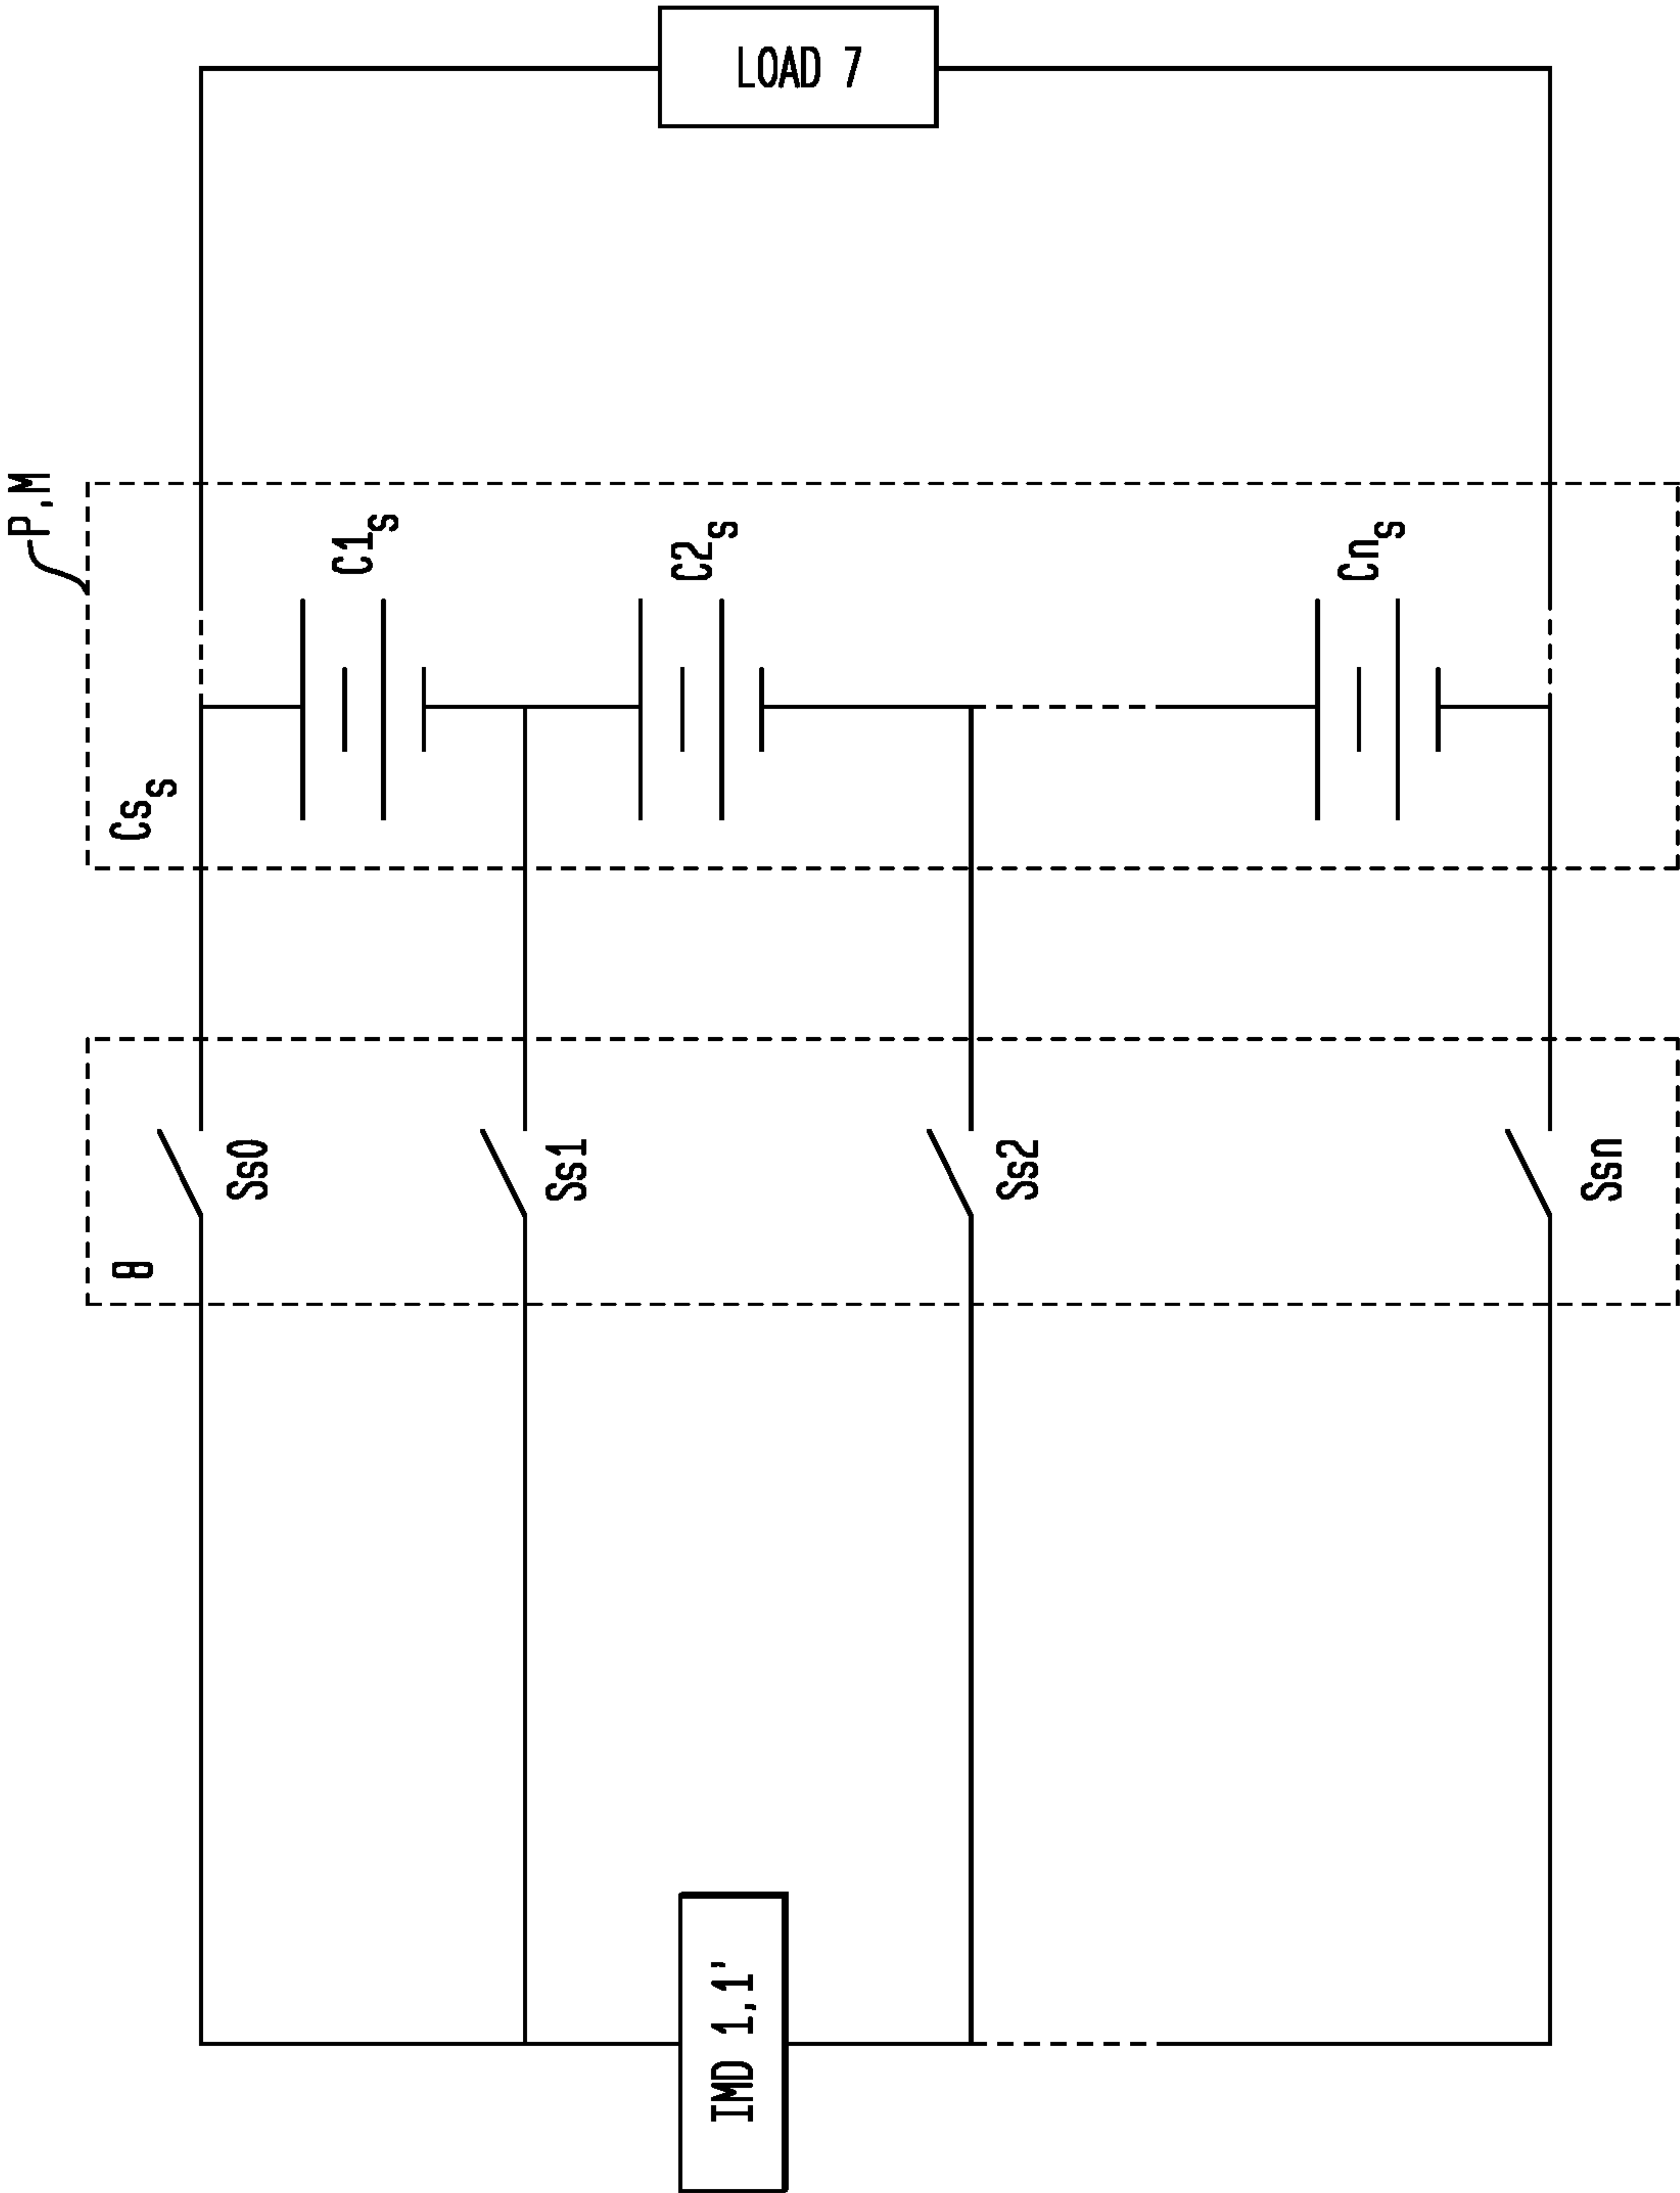 LOAD 7
P,M
C1s
C2s
Cns
Css
Ss0
Ss1
Ss2
Ssn
8
IMD 1,1'